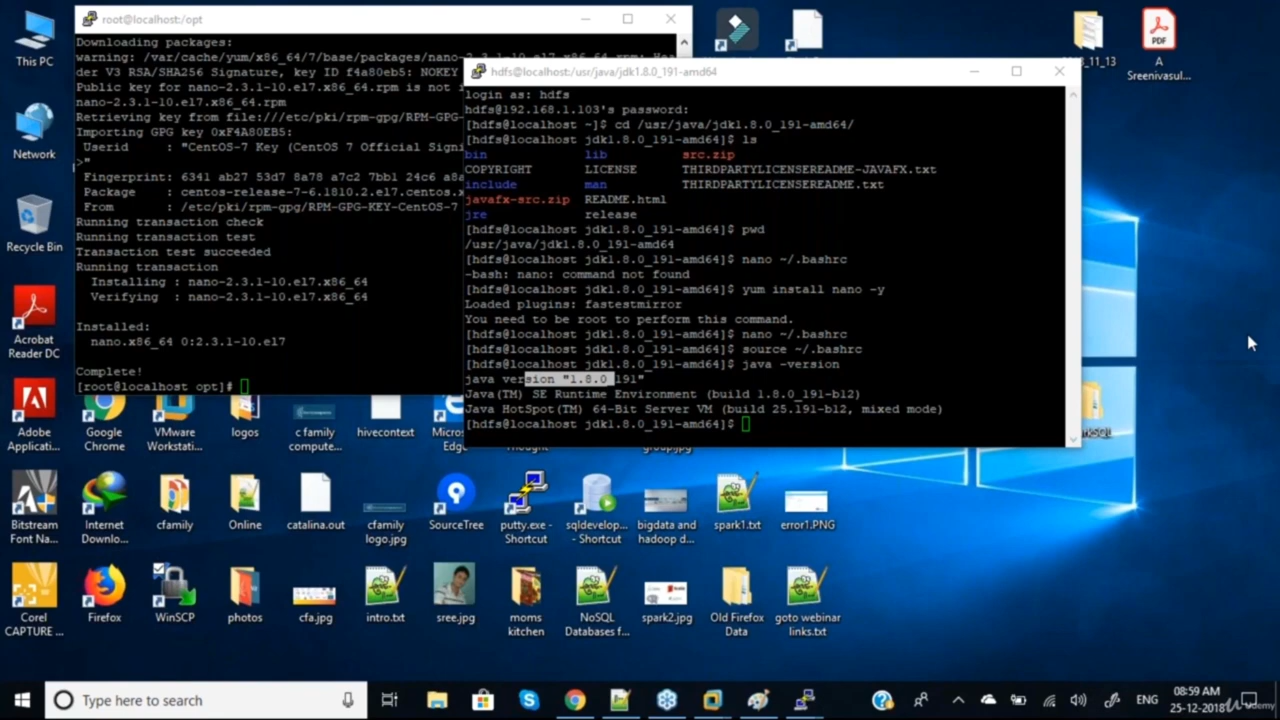 root@localhost:/opt
Downloading packages:
warning: /var/cache/yum/x86_64/7/base/packages/nano-2.3.1-10.el7.x86_64.rpm: Hea
der V3 RSA/SHA256 Signature, key ID f4a80eb5: NOKEY
Public key for nano-2.3.1-10.el7.x86_64.rpm is not i
nano-2.3.1-10.el7.x86_64.rpm
Retrieving key from file:///etc/pki/rpm-gpg/RPM-GPG-
Importing GPG key 0xF4A80EB5:
Userid : "CentOS-7 Key (CentOS 7 Official Signi
>"
Fingerprint: 6341 ab27 53d7 8a78 a7c2 7bb1 24c6 a8a
Package : centos-release-7-6.1810.2.el7.centos.x
From : /etc/pki/rpm-gpg/RPM-GPG-KEY-CentOS-7
Running transaction check
Running transaction test
Transaction test succeeded
Running transaction
Installing : nano-2.3.1-10.el7.x86_64
Verifying : nano-2.3.1-10.el7.x86_64
Installed:
nano.x86_64 0:2.3.1-10.el7
Complete!
[root@localhost opt]#
hdfs@localhost:/usr/java/jdk1.8.0_191-amd64
login as: hdfs
hdfs@192.168.1.103's password:
[hdfs@localhost ~]$ cd /usr/java/jdk1.8.0_191-amd64/
[hdfs@localhost jdk1.8.0_191-amd64]$ ls
bin lib src.zip
COPYRIGHT LICENSE THIRDPARTYLICENSEREADME-JAVAFX.txt
include man THIRDPARTYLICENSEREADME.txt
javafx-src.zip README.html
jre release
[hdfs@localhost jdk1.8.0_191-amd64]$ pwd
/usr/java/jdk1.8.0_191-amd64
[hdfs@localhost jdk1.8.0_191-amd64]$ nano ~/.bashrc
-bash: nano: command not found
[hdfs@localhost jdk1.8.0_191-amd64]$ yum install nano -y
Loaded plugins: fastestmirror
You need to be root to perform this command.
[hdfs@localhost jdk1.8.0_191-amd64]$ nano ~/.bashrc
[hdfs@localhost jdk1.8.0_191-amd64]$ source ~/.bashrc
[hdfs@localhost jdk1.8.0_191-amd64]$ java -version
java version "1.8.0_191"
Java(TM) SE Runtime Environment (build 1.8.0_191-b12)
Java HotSpot(TM) 64-Bit Server VM (build 25.191-b12, mixed mode)
[hdfs@localhost jdk1.8.0_191-amd64]$
This PC
_11_13
PDF
A
Sreenivasul...
Network
Recycle Bin
Acrobat
Reader DC
Adobe
Applicati...
Google
Chrome
VMware
Workstati...
logos
c family
compute...
hivecontext
Micros
Edge
group.jpg
rkSQL
Bitstream
Font Na...
Internet
Downlo...
cfamily
Online
catalina.out
cfamily
logo.jpg
SourceTree
putty.exe -
Shortcut
sqldevelop...
- Shortcut
bigdata and
hadoop d...
spark1.txt
error1.PNG
Corel
CAPTURE ...
Firefox
WinSCP
photos
cfa.jpg
intro.txt
sree.jpg
moms
kitchen
NoSQL
Databases f...
spark2.jpg
Old Firefox
Data
goto webinar
links.txt
Type here to search
ENG
08:59 AM
25-12-2018
Udemy